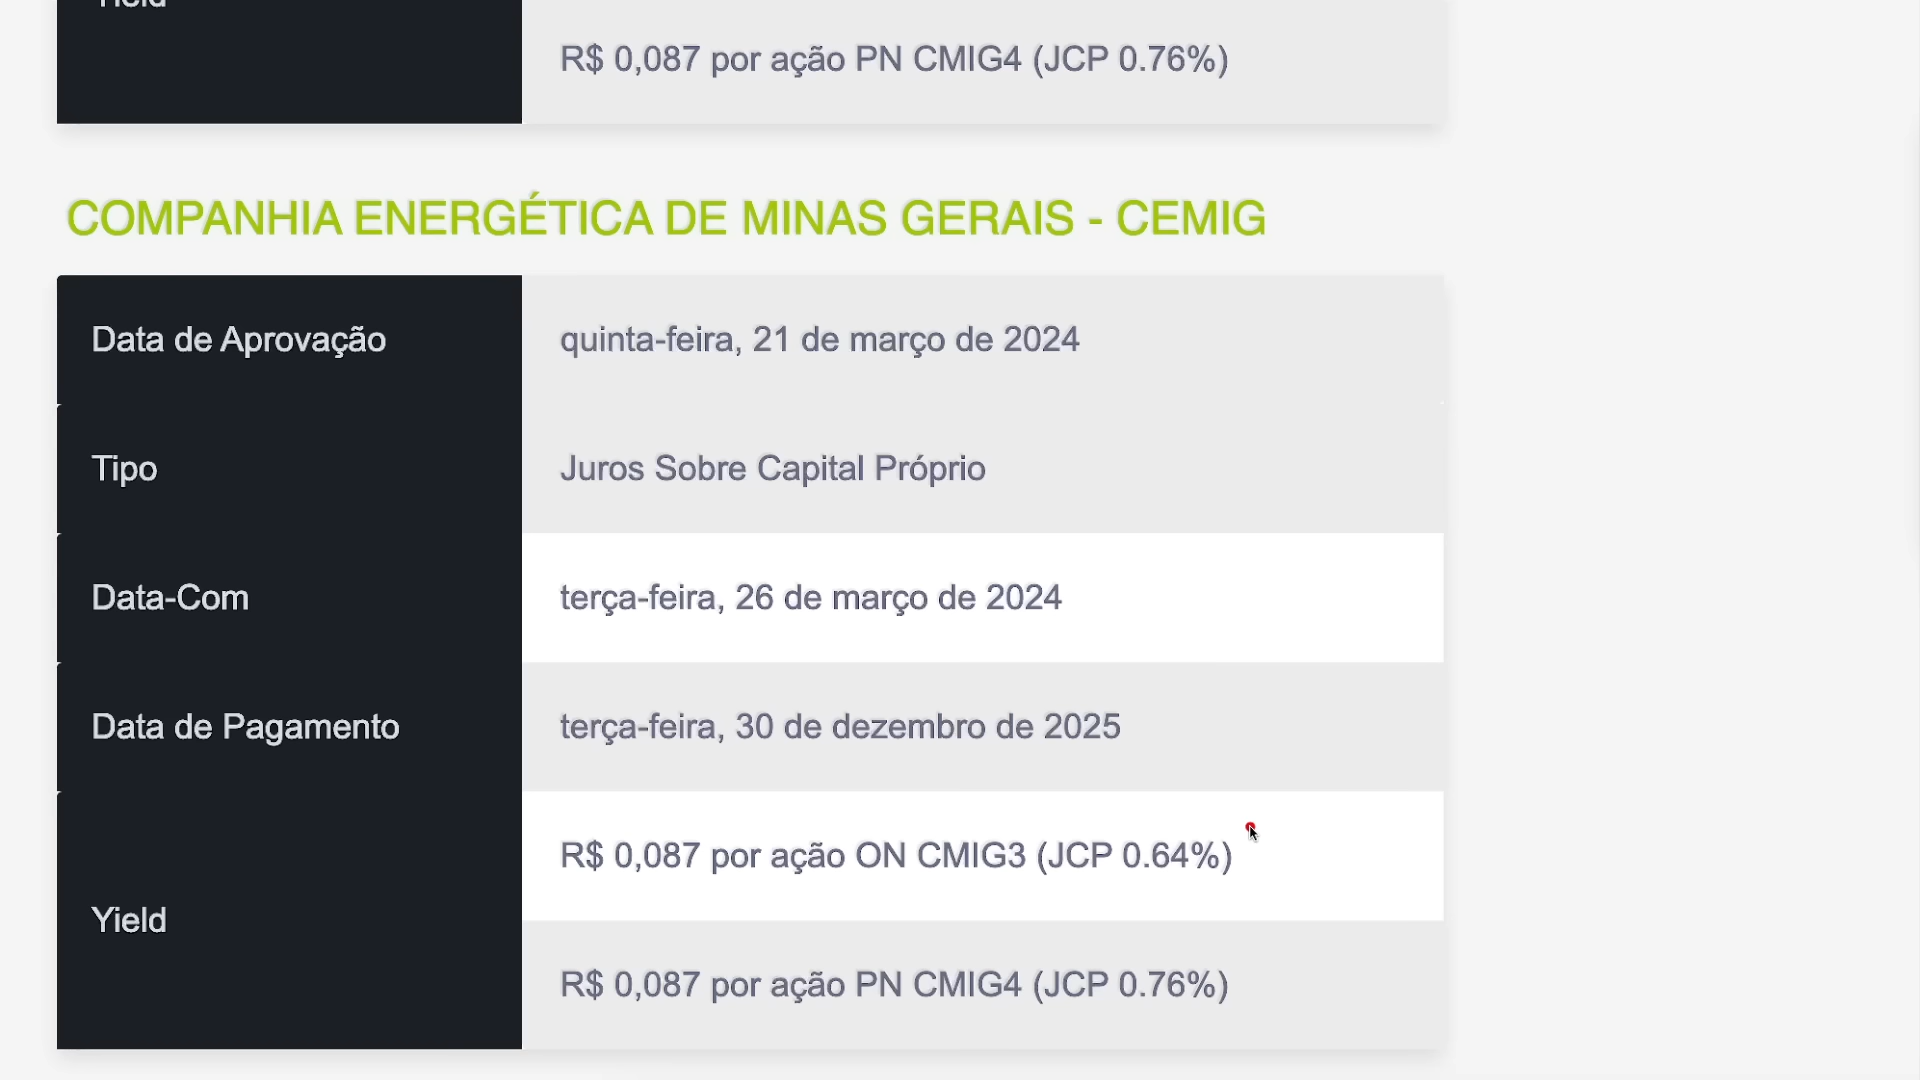 Yield
R$ 0,087 por ação PN CMIG4 (JCP 0.76%)
COMPANHIA ENERGÉTICA DE MINAS GERAIS - CEMIG
Data de Aprovação quinta-feira, 21 de março de 2024
Tipo Juros Sobre Capital Próprio
Data-Com terça-feira, 26 de março de 2024
Data de Pagamento terça-feira, 30 de dezembro de 2025
R$ 0,087 por ação ON CMIG3 (JCP 0.64%)
Yield
R$ 0,087 por ação PN CMIG4 (JCP 0.76%)